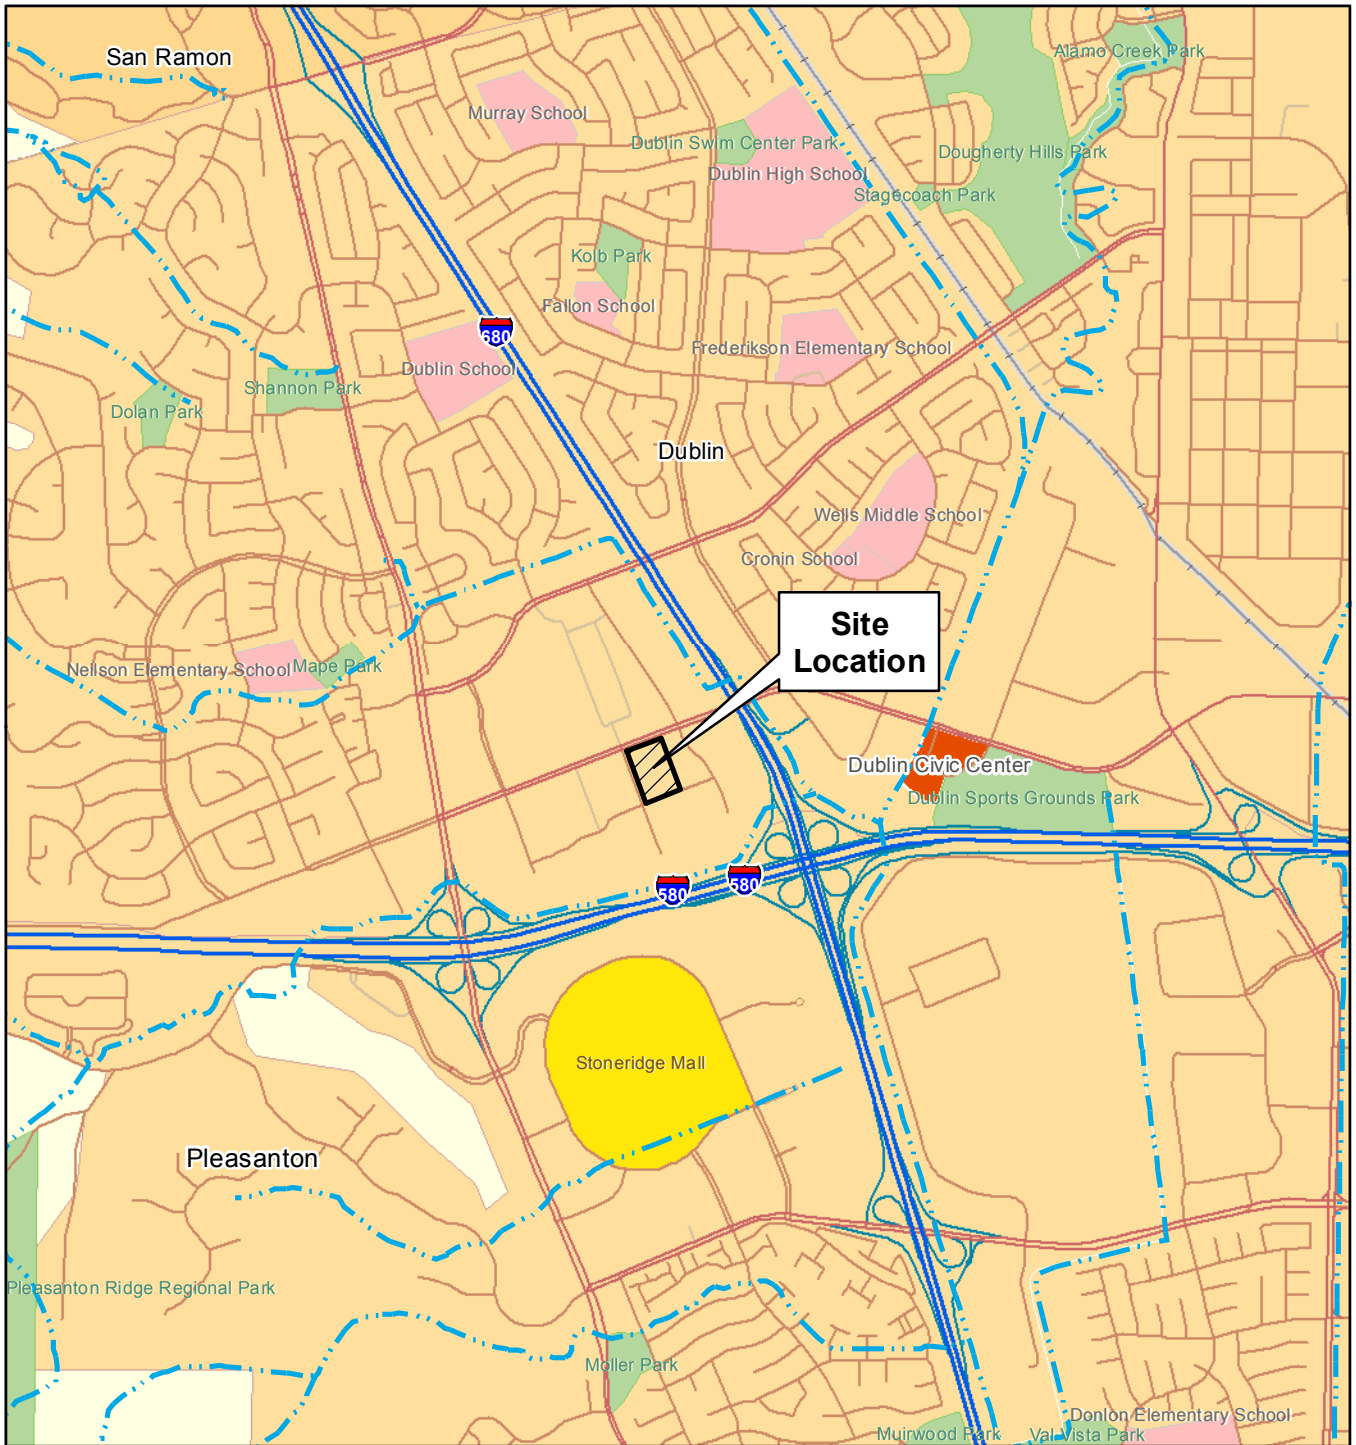 San Ramon
Alamo Creek Park
Murray School
Dublin Swim Center Park
Dougherty Hills Park
Dublin High School
Stagecoach Park
Kolb Park
Fallon School
680
Frederikson Elementary School
Dublin School
Shannon Park
Dolan Park
Dublin
Wells Middle School
Cronin School
Site
Location
Neilson Elementary School
Mape Park
Dublin Civic Center
Dublin Sports Grounds Park
580
580
Stoneridge Mall
Pleasanton
Pleasanton Ridge Regional Park
Moller Park
Donlon Elementary School
Muirwood Park
Val Vista Park